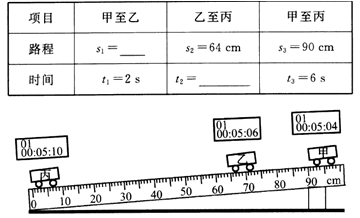 项目 甲至乙 乙至丙 甲至丙
路程 s₁=____ s₂=64 cm s₃=90 cm
时间 t₁=2 s t₂=____ t₃=6 s
01
00:05:10
01
00:05:06
01
00:05:04
丙 乙 甲
0 10 20 30 40 50 60 70 80 90 cm